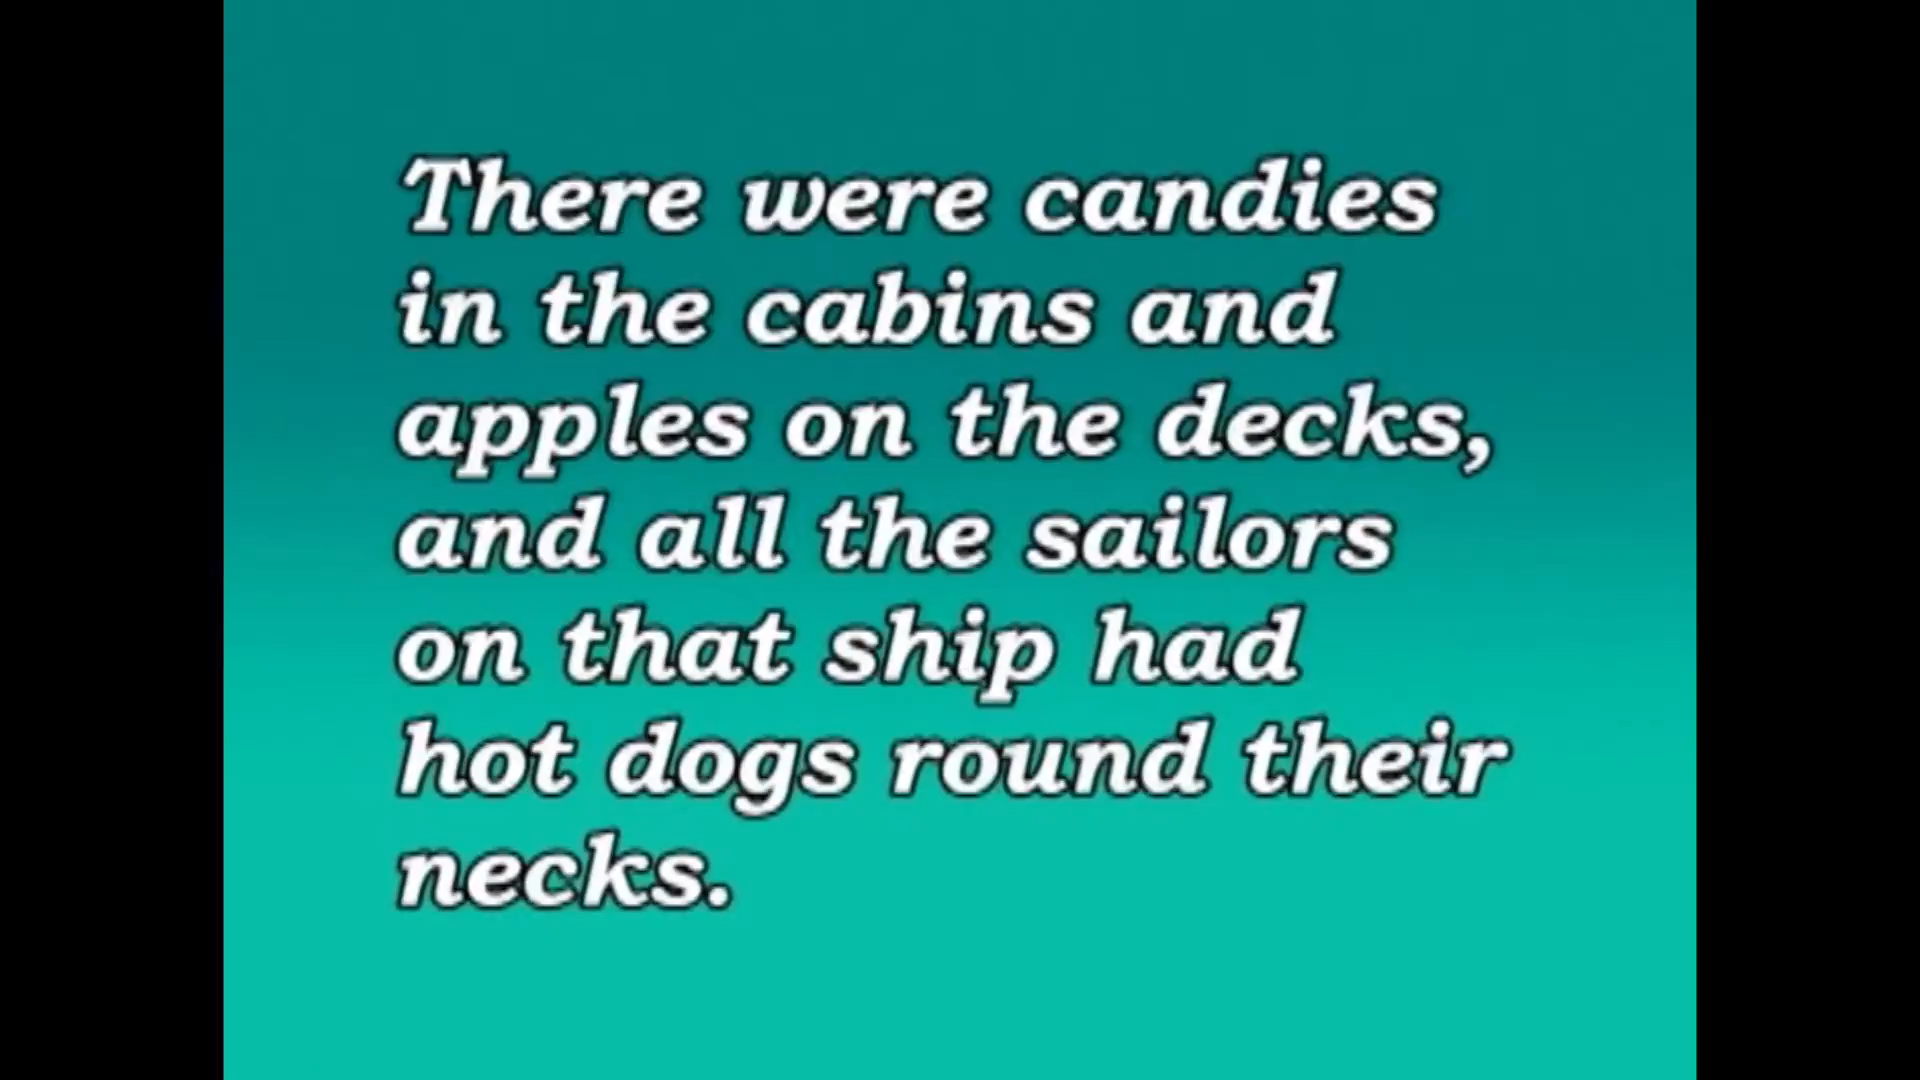 There were candies
in the cabins and
apples on the decks,
and all the sailors
on that ship had
hot dogs round their
necks.